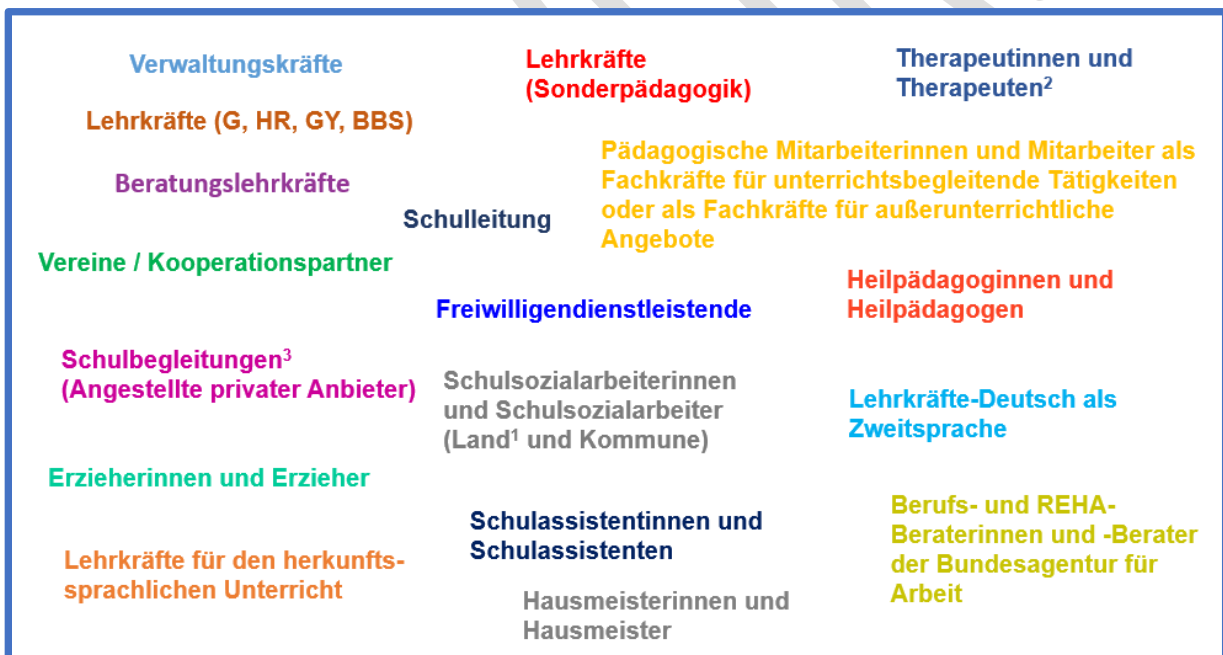 Verwaltungskräfte
Lehrkräfte
(Sonderpädagogik)
Therapeutinnen und
Therapeuten²
Lehrkräfte (G, HR, GY, BBS)
Pädagogische Mitarbeiterinnen und Mitarbeiter als
Fachkräfte für unterrichtsbegleitende Tätigkeiten
oder als Fachkräfte für außerunterrichtliche
Angebote
Beratungslehrkräfte
Schulleitung
Vereine / Kooperationspartner
Heilpädagoginnen und
Heilpädagogen
Freiwilligendienstleistende
Schulbegleitungen³
(Angestellte privater Anbieter)
Schulsozialarbeiterinnen
und Schulsozialarbeiter
(Land¹ und Kommune)
Lehrkräfte-Deutsch als
Zweitsprache
Erzieherinnen und Erzieher
Schulassistentinnen und
Schulassistenten
Berufs- und REHA-
Beraterinnen und -Berater
der Bundesagentur für
Arbeit
Lehrkräfte für den herkunfts-
sprachlichen Unterricht
Hausmeisterinnen und
Hausmeister